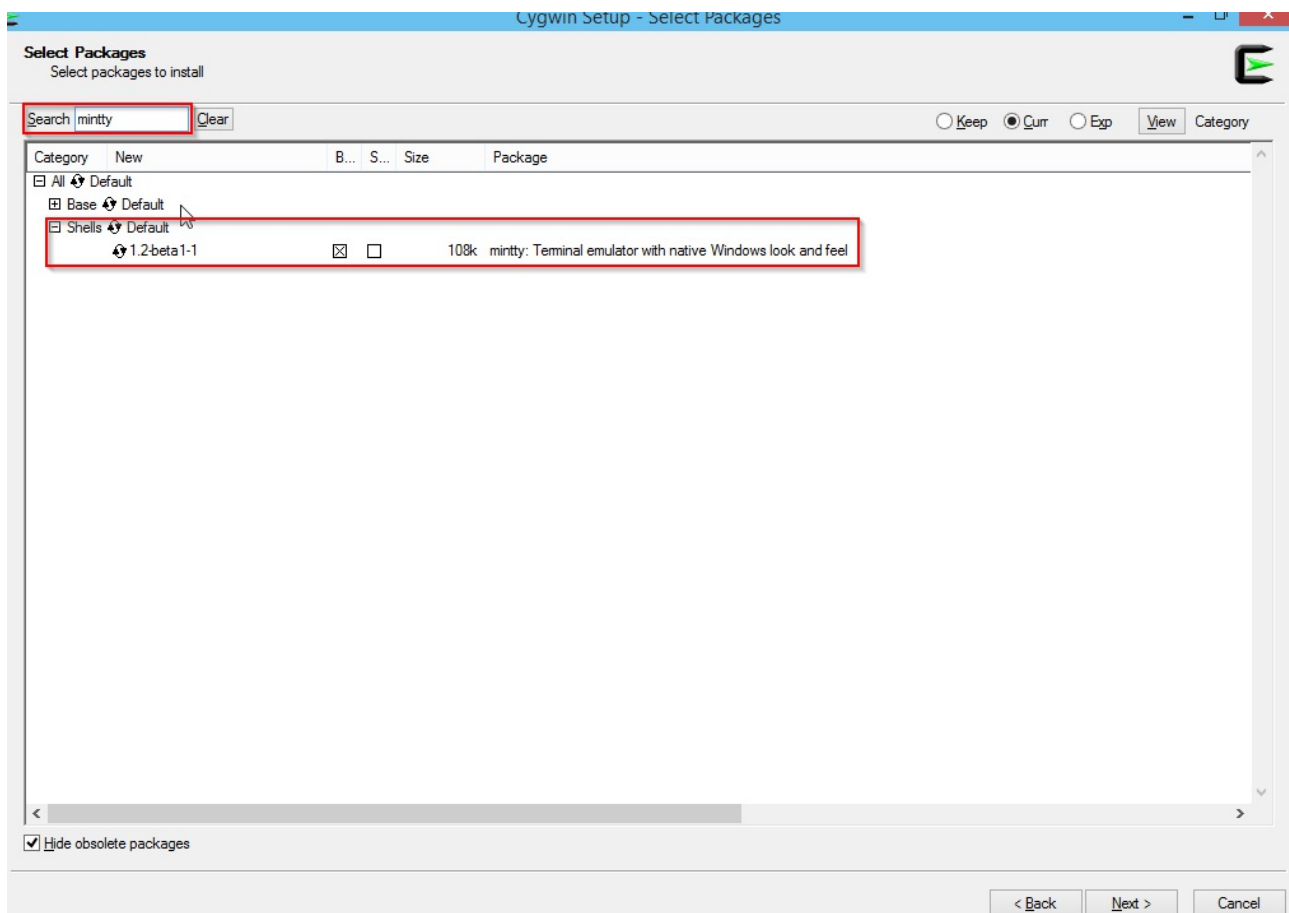 Cygwin Setup - Select Packages
Select Packages
Select packages to install
Search mintty Clear Keep Curr Exp View Category
Category New B... S... Size Package
All Default
Base Default
Shells Default
1.2-beta1-1 108k mintty: Terminal emulator with native Windows look and feel
Hide obsolete packages
< Back Next > Cancel